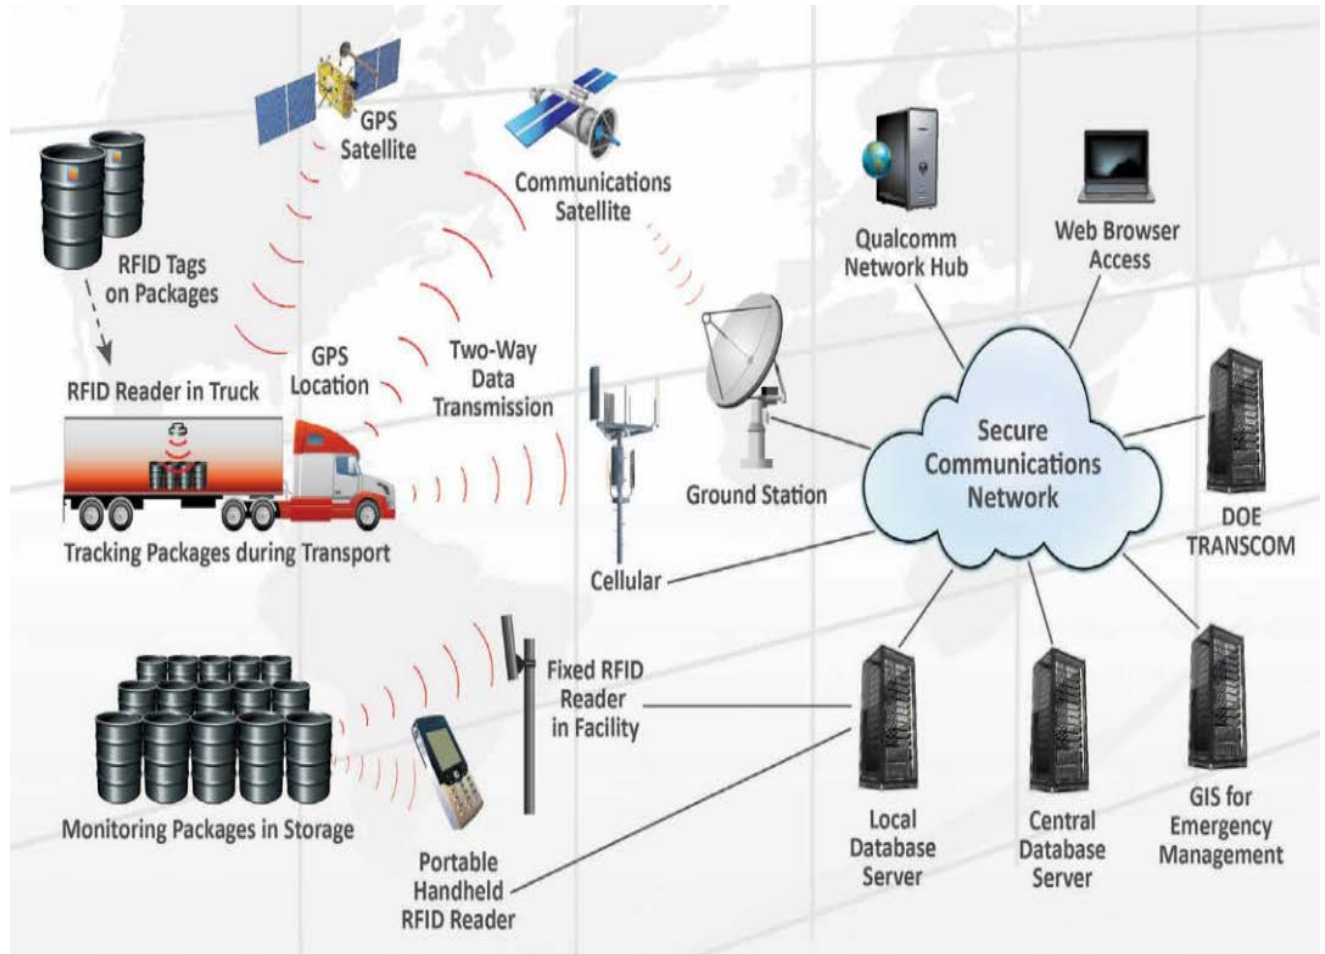 GPS
Satellite
Communications
Satellite
RFID Tags
on Packages
Qualcomm
Network Hub
Web Browser
Access
GPS
Location
Two-Way
Data
Transmission
RFID Reader in Truck
Tracking Packages during Transport
Cellular
Ground Station
Secure
Communications
Network
DOE
TRANSCOM
Monitoring Packages in Storage
Fixed RFID
Reader
in Facility
Portable
Handheld
RFID Reader
Local
Database
Server
Central
Database
Server
GIS for
Emergency
Management